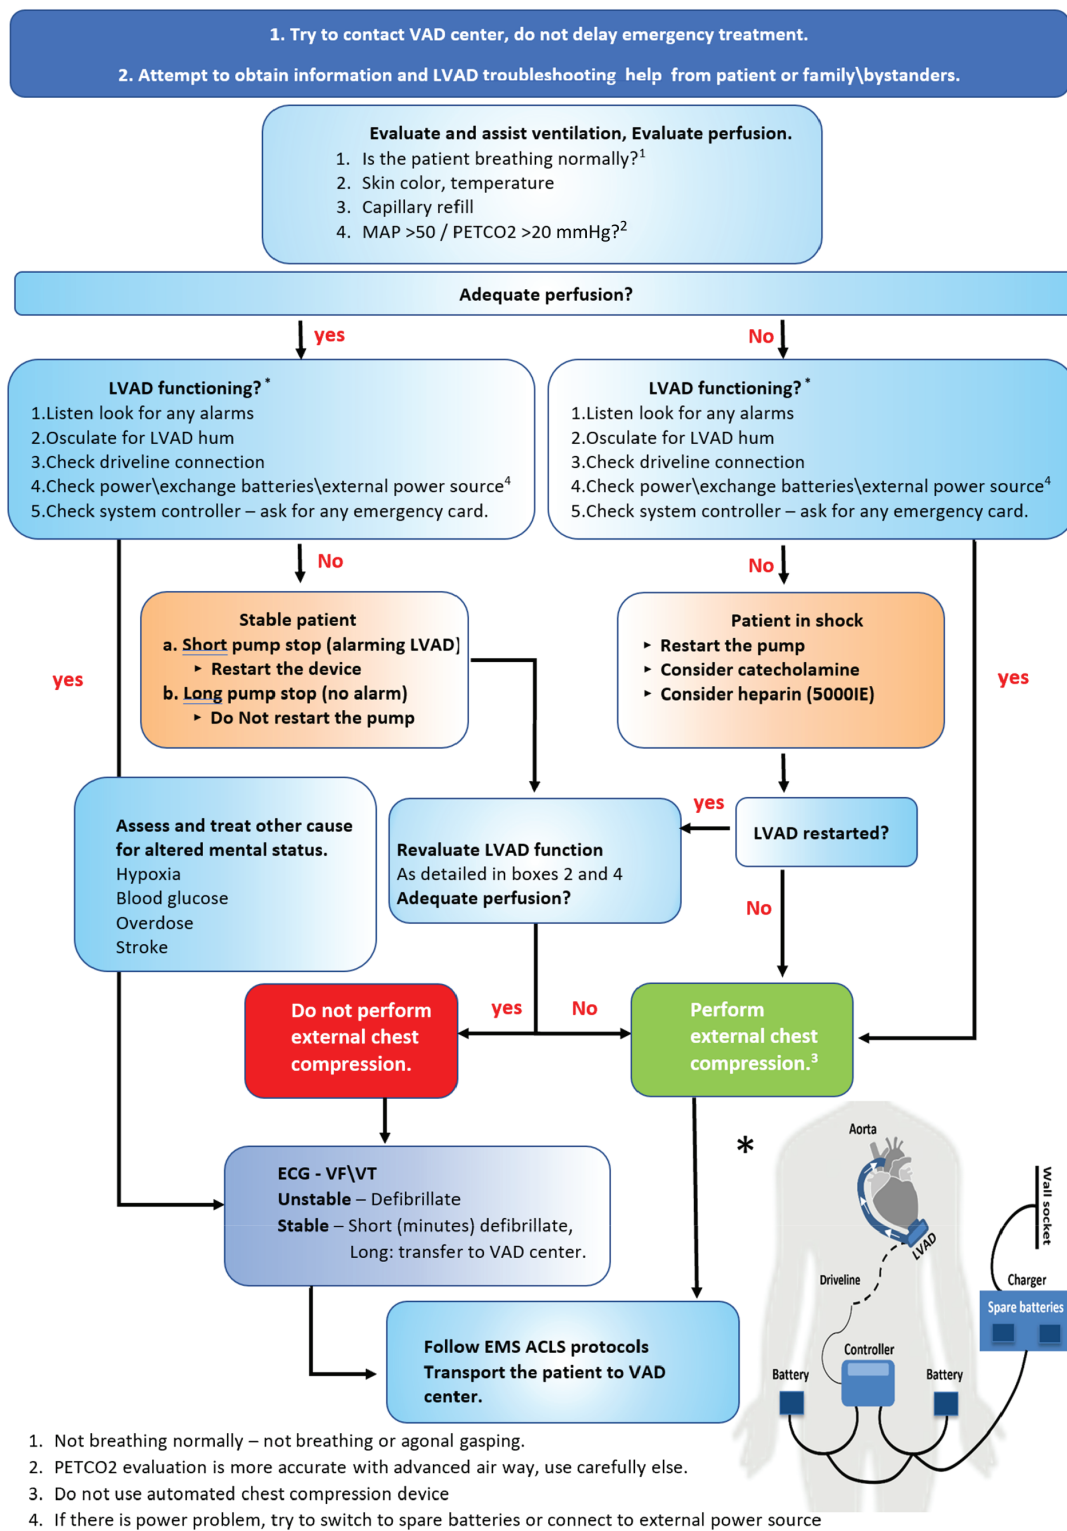 1. Try to contact VAD center, do not delay emergency treatment.
2. Attempt to obtain information and LVAD troubleshooting help from patient or family\bystanders.
Evaluate and assist ventilation, Evaluate perfusion.
1. Is the patient breathing normally?1
2. Skin color, temperature
3. Capillary refill
4. MAP >50 / PETCO2 >20 mmHg?2
Adequate perfusion?
yes
No
LVAD functioning?*
1.Listen look for any alarms
2.Osculate for LVAD hum
3.Check driveline connection
4.Check power\exchange batteries\external power source4
5.Check system controller – ask for any emergency card.
LVAD functioning?*
1.Listen look for any alarms
2.Osculate for LVAD hum
3.Check driveline connection
4.Check power\exchange batteries\external power source4
5.Check system controller – ask for any emergency card.
No
No
yes
yes
Stable patient
a. Short pump stop (alarming LVAD)
‣ Restart the device
b. Long pump stop (no alarm)
‣ Do Not restart the pump
Patient in shock
‣ Restart the pump
‣ Consider catecholamine
‣ Consider heparin (5000IE)
Assess and treat other cause
for altered mental status.
Hypoxia
Blood glucose
Overdose
Stroke
Revaluate LVAD function
As detailed in boxes 2 and 4
Adequate perfusion?
yes
LVAD restarted?
No
yes
No
Do not perform
external chest
compression.
Perform
external chest
compression.3
ECG - VF\VT
Unstable – Defibrillate
Stable – Short (minutes) defibrillate,
Long: transfer to VAD center.
Follow EMS ACLS protocols
Transport the patient to VAD
center.
*
Aorta
LVAD
Driveline
Controller
Battery
Battery
Wall socket
Charger
Spare batteries
1. Not breathing normally – not breathing or agonal gasping.
2. PETCO2 evaluation is more accurate with advanced air way, use carefully else.
3. Do not use automated chest compression device
4. If there is power problem, try to switch to spare batteries or connect to external power source